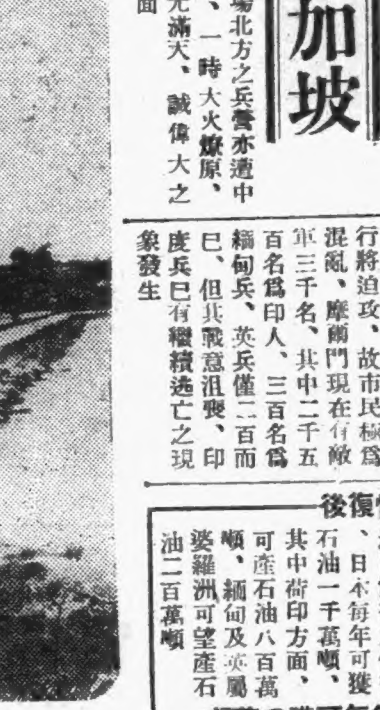 加坡
場北方之兵營亦遭中
、一時大火燎原、
光滿天、誠偉大之
面
行將迫攻、故市民極爲
混亂、摩爾門現在有敵
軍三千名、其中二千五
百名爲印人、三百名爲
緬甸兵、英兵僅二百而
已、但其戰意沮喪、印
度兵已有繼續逃亡之現
象發生
後復
、日本每年可獲
石油一千萬噸、
其中荷印方面、
可產石油八百萬
噸、緬甸及英屬
婆羅洲可望產石
油二百萬噸